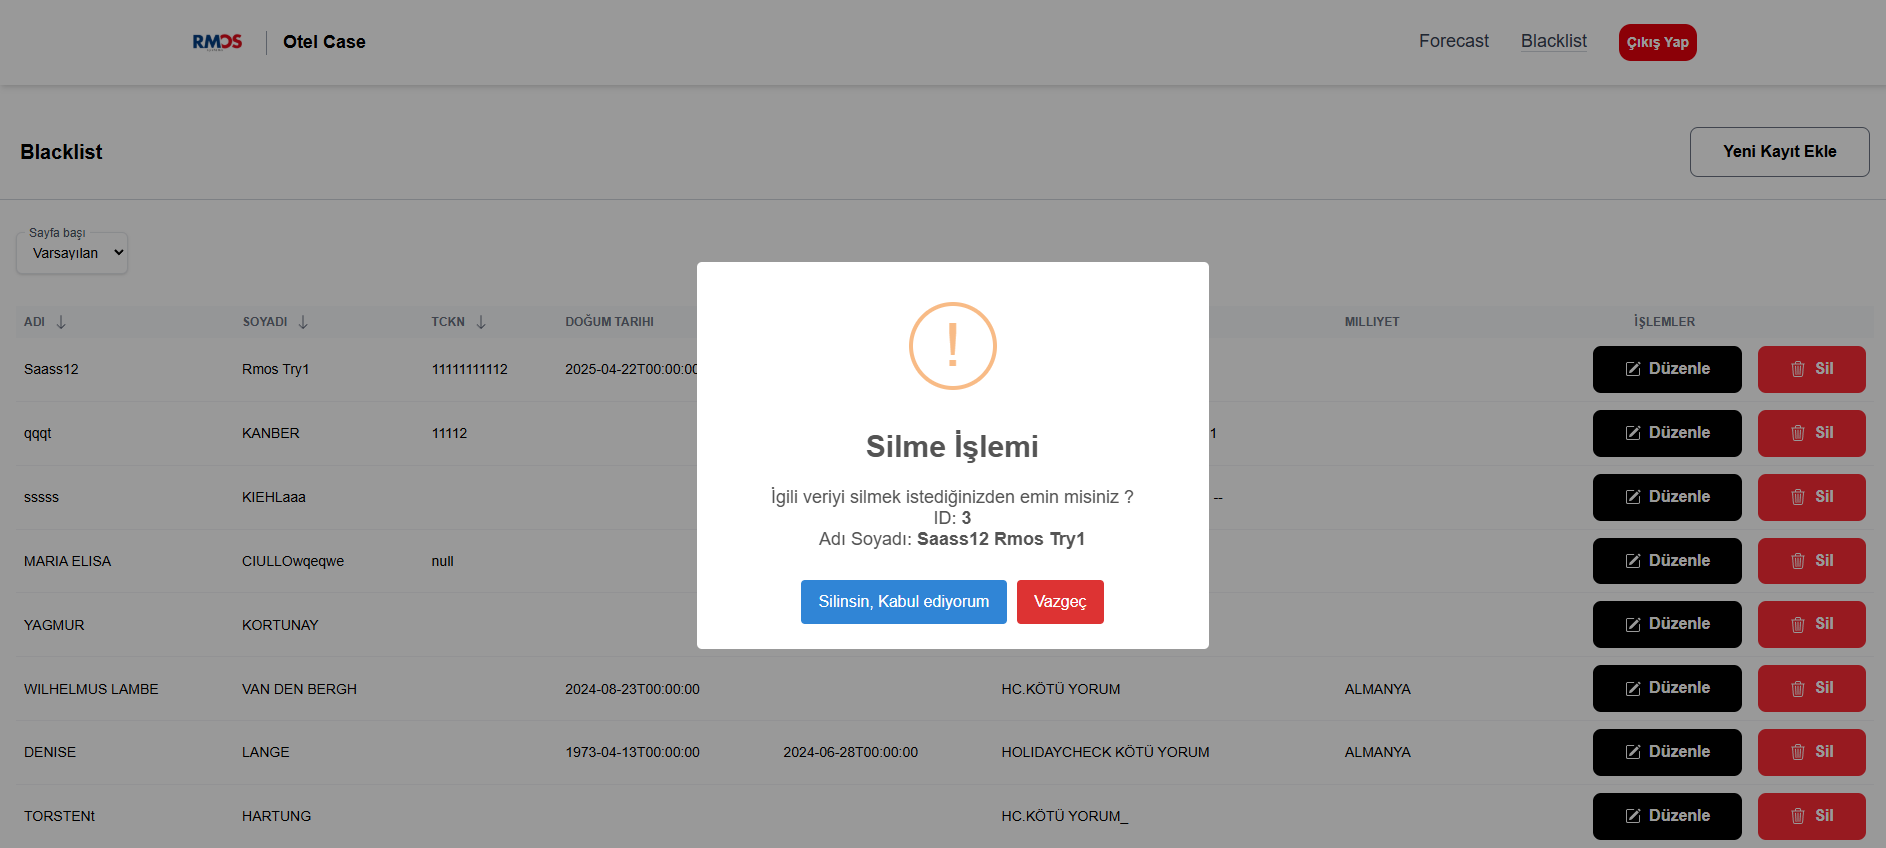 RMOS
Otel Case
Forecast
Blacklist
Çıkış Yap
Blacklist
Yeni Kayıt Ekle
Sayfa başı
Varsayılan
ADI SOYADI TCKN DOĞUM TARIHI MILLIYET İŞLEMLER
Saass12 Rmos Try1 11111111112 2025-04-22T00:00:00 Düzenle Sil
qqqt KANBER 11112 1 Düzenle Sil
sssss KIEHLaaa -- Düzenle Sil
MARIA ELISA CIULLOwqeqwe null Düzenle Sil
YAGMUR KORTUNAY Düzenle Sil
WILHELMUS LAMBE VAN DEN BERGH 2024-08-23T00:00:00 HC.KÖTÜ YORUM ALMANYA Düzenle Sil
DENISE LANGE 1973-04-13T00:00:00 2024-06-28T00:00:00 HOLIDAYCHECK KÖTÜ YORUM ALMANYA Düzenle Sil
TORSTENt HARTUNG HC.KÖTÜ YORUM_ Düzenle Sil
!
Silme İşlemi
İgili veriyi silmek istediğinizden emin misiniz ?
ID: 3
Adı Soyadı: Saass12 Rmos Try1
Silinsin, Kabul ediyorum
Vazgeç